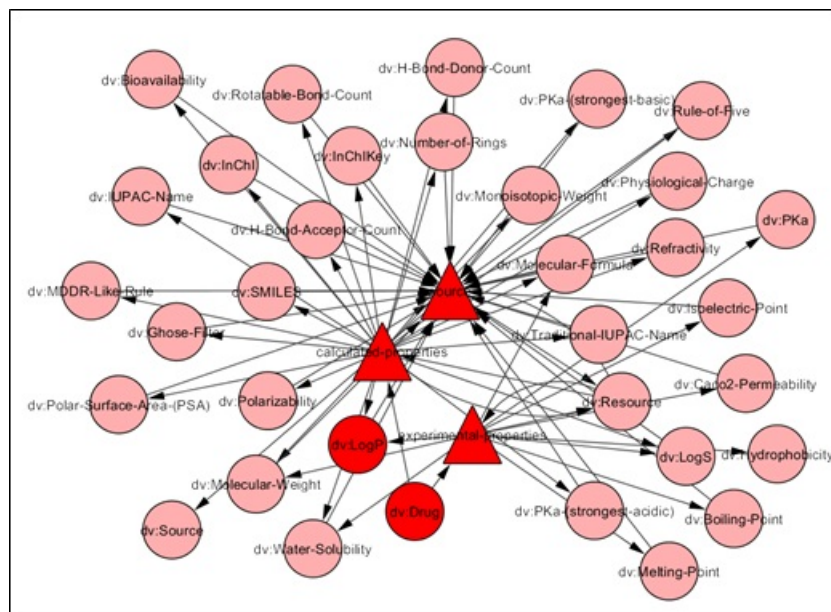 dv:H-Bond-Donor-Count
dv:Bioavailability
dv:Rotatable-Bond-Count
dv:PKa-(strongest-basic)
dv:Rule-of-Five
dv:Number-of-Rings
dv:InChI
dv:InChIKey
dv:Physiological-Charge
dv:IUPAC-Name
dv:Monoisotopic-Weight
dv:PKa
dv:H-Bond-Acceptor-Count
dv:Refractivity
dv:Molecular-Formula
dv:MDDR-Like-Rule
dv:SMILES
dv:Isoelectric-Point
dv:Ghose-Filter
dv:Traditional-IUPAC-Name
calculated-properties
dv:Caco2-Permeability
dv:Polar-Surface-Area-(PSA)
dv:Polarizability
dv:Resource
experimental-properties
dv:LogP
dv:LogS
dv:Hydrophobicity
dv:Molecular-Weight
dv:Drug
dv:PKa-(strongest-acidic)
dv:Boiling-Point
dv:Source
dv:Water-Solubility
dv:Melting-Point